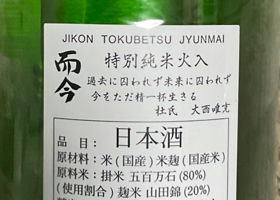 JIKON TOKUBETSU JYUNMAI
而今 特別純米火入
過去に囚われず未来に囚われず
今をただ精一杯生きる
杜氏 大西唯克
品目：日本酒
原材料：米（国産）米麹（国産米）
原料米：掛米 五百万石(80%)
（使用割合）麹米 山田錦(20%)